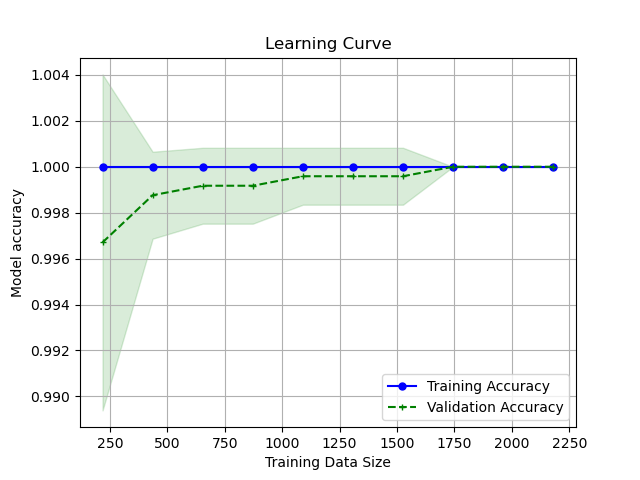 Learning Curve
1.004
1.002
1.000
0.998
0.996
0.994
0.992
0.990
Model accuracy
250 500 750 1000 1250 1500 1750 2000 2250
Training Data Size
Training Accuracy
Validation Accuracy